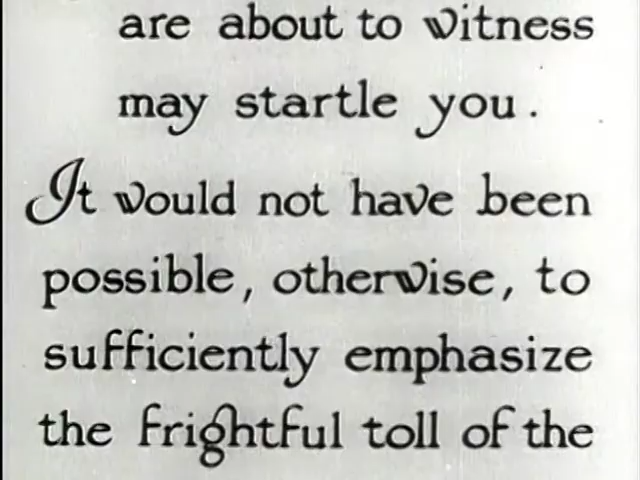 are about to witness
may startle you.
It would not have been
possible, otherwise, to
sufficiently emphasize
the frightful toll of the